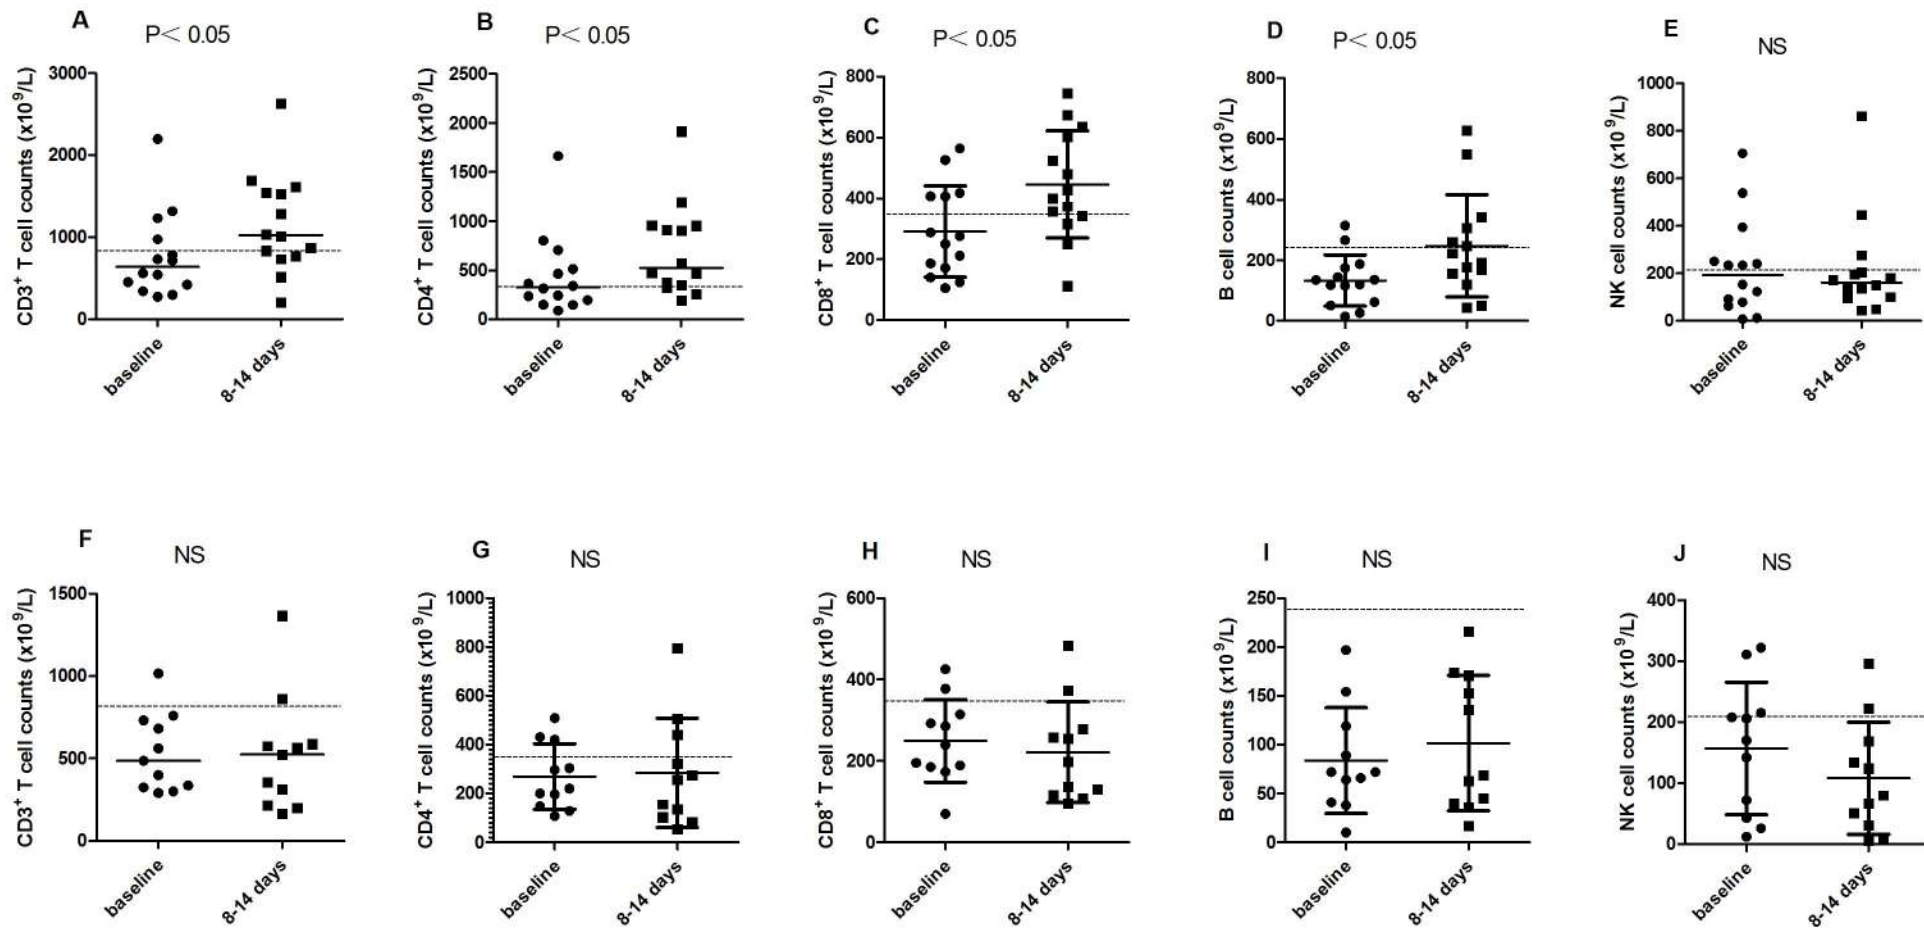 A
P< 0.05
CD3+ T cell counts (x10^9/L)
3000
2000
1000
0
baseline
8-14 days
B
P< 0.05
CD4+ T cell counts (x10^9/L)
2500
2000
1500
1000
500
0
baseline
8-14 days
C
P< 0.05
CD8+ T cell counts (x10^9/L)
800
600
400
200
0
baseline
8-14 days
D
P< 0.05
B cell counts (x10^9/L)
800
600
400
200
0
baseline
8-14 days
E
NS
NK cell counts (x10^9/L)
1000
800
600
400
200
0
baseline
8-14 days
F
NS
CD3+ T cell counts (x10^9/L)
1500
1000
500
0
baseline
8-14 days
G
NS
CD4+ T cell counts (x10^9/L)
1000
800
600
400
200
0
baseline
8-14 days
H
NS
CD8+ T cell counts (x10^9/L)
600
400
200
0
baseline
8-14 days
I
NS
B cell counts (x10^9/L)
250
200
150
100
50
0
baseline
8-14 days
J
NS
NK cell counts (x10^9/L)
400
300
200
100
0
baseline
8-14 days